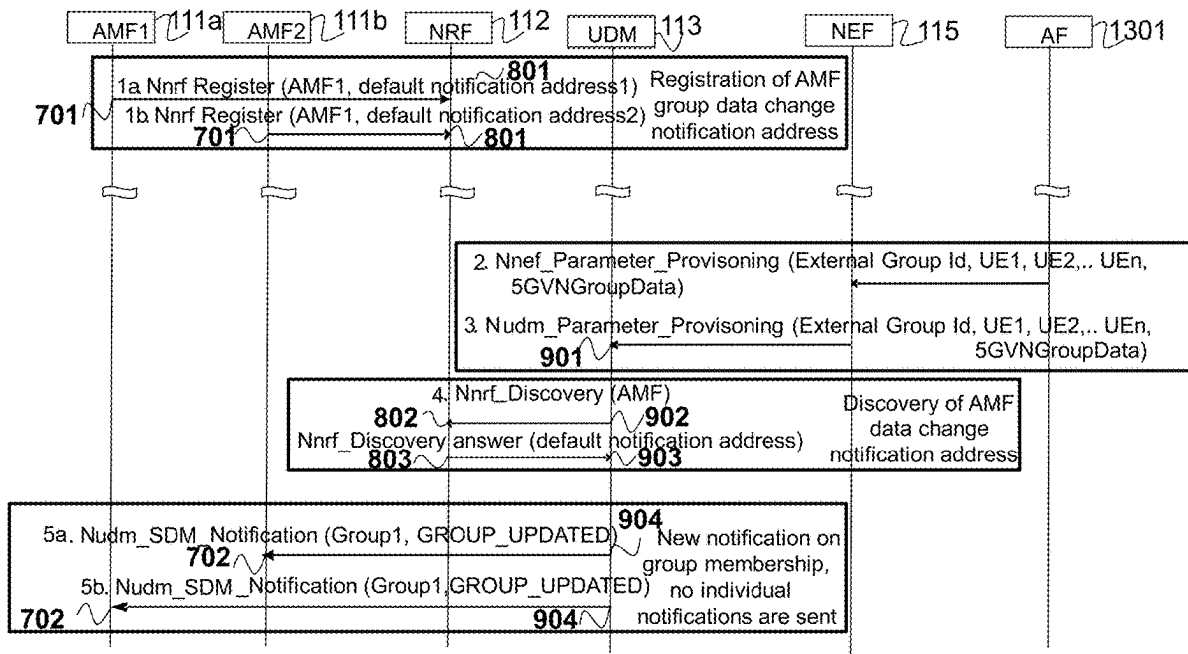 AMF1 111a AMF2 111b NRF 112 UDM 113 NEF 115 AF 1301
801
1a Nnrf Register (AMF1, default notification address1)
701
1b. Nnrf Register (AMF1, default notification address2)
701 801
Registration of AMF
group data change
notification address
2. Nnef_Parameter_Provisoning (External Group Id, UE1, UE2,.. UEn,
5GVNGroupData)
3. Nudm_Parameter_Provisoning (External Group Id, UE1, UE2,.. UEn,
901 5GVNGroupData)
4. Nnrf_Discovery (AMF)
802 902
Nnrf_Discovery answer (default notification address)
803 903
Discovery of AMF
data change
notification address
904
5a. Nudm_SDM_Notification (Group1, GROUP_UPDATED)
702
5b. Nudm_SDM_Notification (Group1,GROUP_UPDATED)
702 904
New notification on
group membership,
no individual
notifications are sent